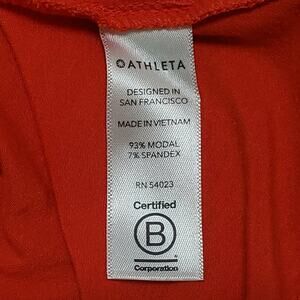 ATHLETA
DESIGNED IN
SAN FRANCISCO
MADE IN VIETNAM
93% MODAL
7% SPANDEX
RN 54023
Certified
B
Corporation